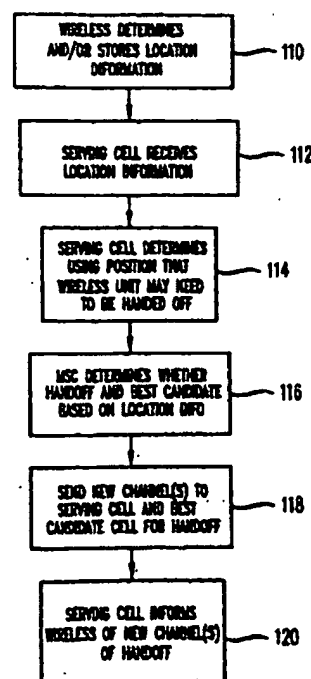 WIRELESS DETERMINES
AND/OR STORES LOCATION
INFORMATION
110
SERVING CELL RECEIVES
LOCATION INFORMATION
112
SERVING CELL DETERMINES
USING POSITION THAT
WIRELESS UNIT MAY NEED
TO BE HANDED OFF
114
MSC DETERMINES WHETHER
HANDOFF AND BEST CANDIDATE
BASED ON LOCATION INFO
116
SEND NEW CHANNEL(S) TO
SERVING CELL AND BEST
CANDIDATE CELL FOR HANDOFF
118
SERVING CELL INFORMS
WIRELESS OF NEW CHANNEL(S)
OF HANDOFF
120